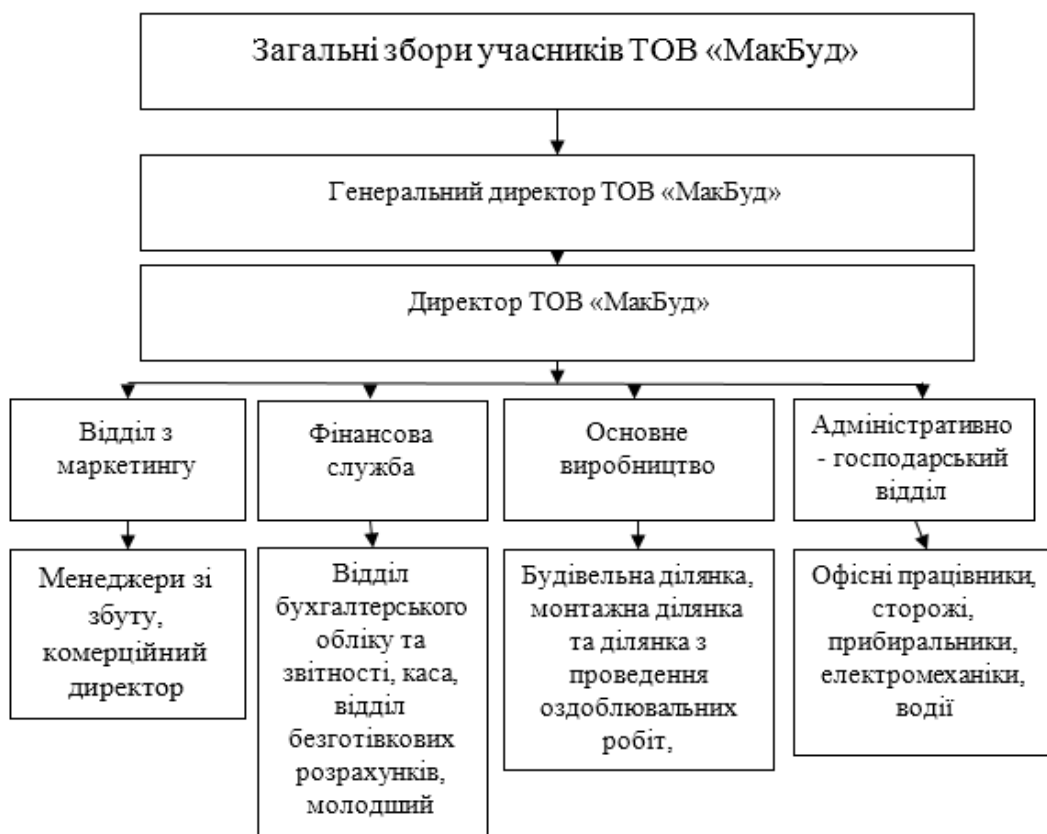 Загальні збори учасників ТОВ «МакБуд»
Генеральний директор ТОВ «МакБуд»
Директор ТОВ «МакБуд»
Відділ з
маркетингу
Фінансова
служба
Основне
виробництво
Адміністративно
- господарський
відділ
Менеджери зі
збуту,
комерційний
директор
Відділ
бухгалтерського
обліку та
звітності, каса,
відділ
безготівкових
розрахунків,
молодший
Будівельна ділянка,
монтажна ділянка
та ділянка з
проведення
оздоблювальних
робіт,
Офісні працівники,
сторожі,
прибиральники,
електромеханіки,
водії